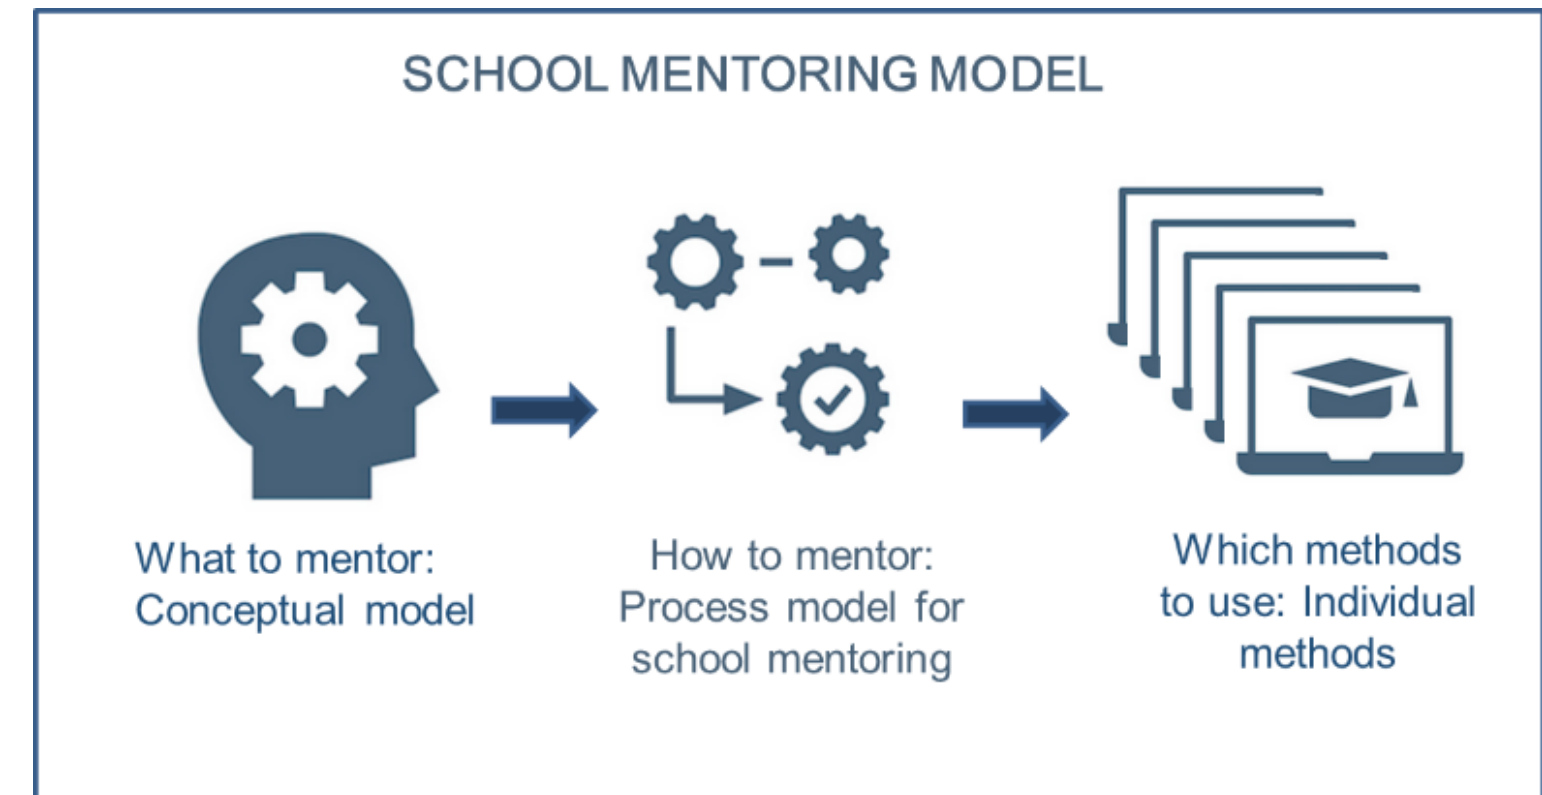 SCHOOL MENTORING MODEL
What to mentor:
Conceptual model
How to mentor:
Process model for
school mentoring
Which methods
to use: Individual
methods